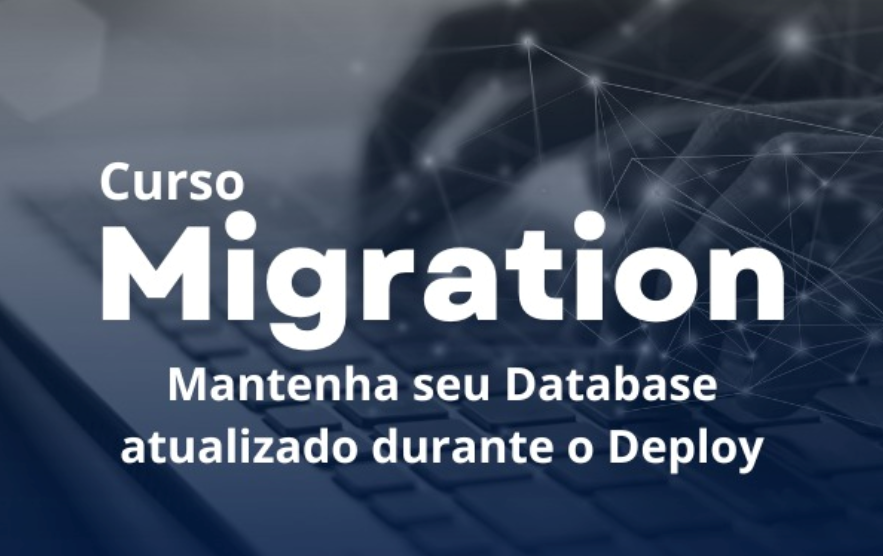 Curso
Migration
Mantenha seu Database
atualizado durante o Deploy